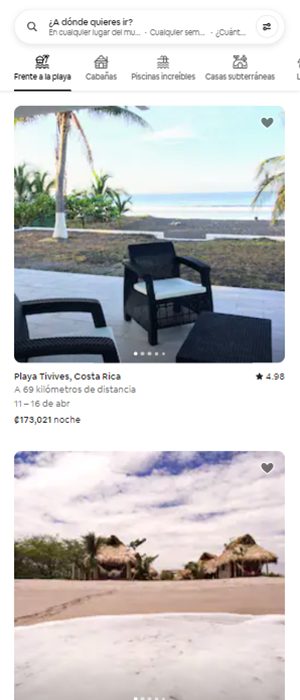 ¿A dónde quieres ir?
En cualquier lugar del mu... · Cualquier sem... · ¿Cuánt...
Frente a la playa
Cabañas
Piscinas increíbles
Casas subterráneas
Playa Tivives, Costa Rica
4.98
A 69 kilómetros de distancia
11 – 16 de abr
₡173,021 noche